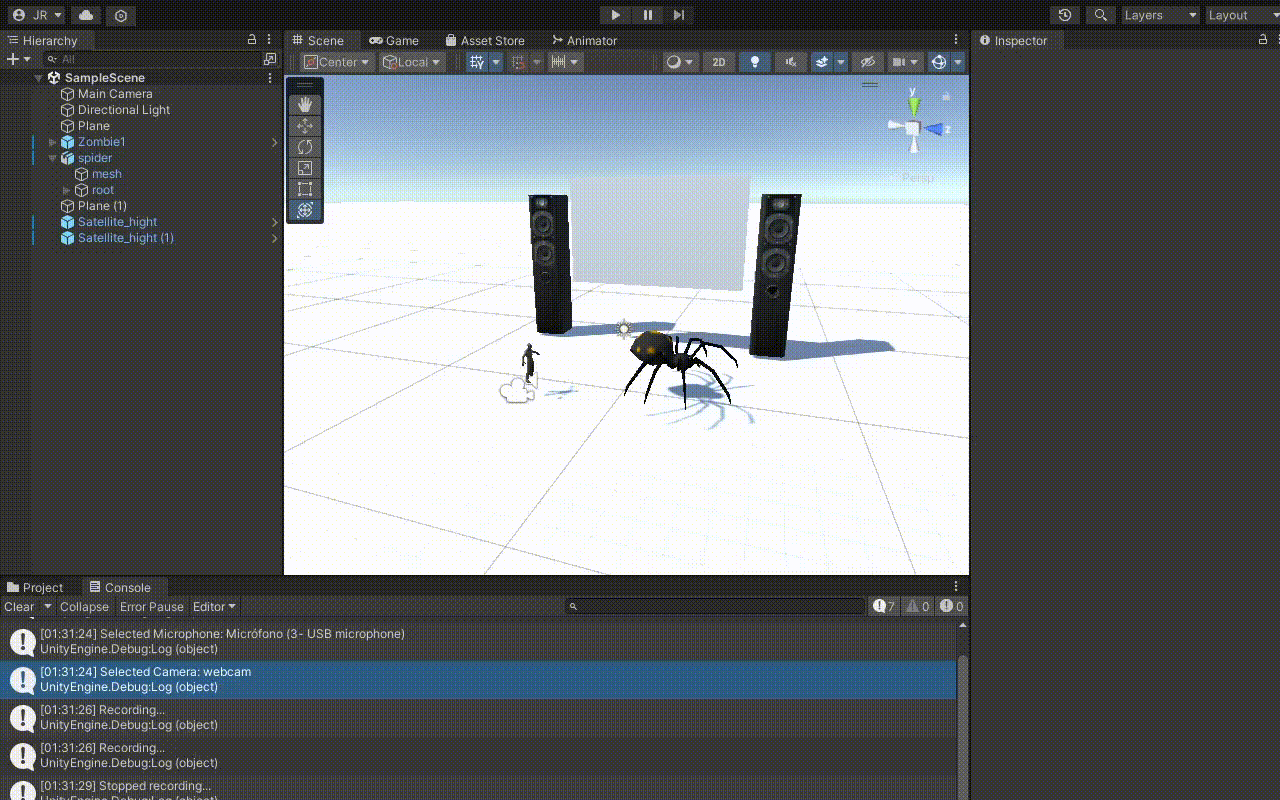 JR
Layers
Layout
Hierarchy
Scene
Game
Asset Store
Animator
Inspector
All
Center
Local
2D
SampleScene
Main Camera
Directional Light
Plane
Zombie1
spider
mesh
root
Plane (1)
Satellite_hight
Satellite_hight (1)
y
z
Persp
Project
Console
Clear
Collapse
Error Pause
Editor
7
0
0
[01:31:24] Selected Microphone: Micrófono (3- USB microphone)
UnityEngine.Debug:Log (object)
[01:31:24] Selected Camera: webcam
UnityEngine.Debug:Log (object)
[01:31:26] Recording...
UnityEngine.Debug:Log (object)
[01:31:26] Recording...
UnityEngine.Debug:Log (object)
[01:31:29] Stopped recording...
UnityEngine.Debug:Log (object)